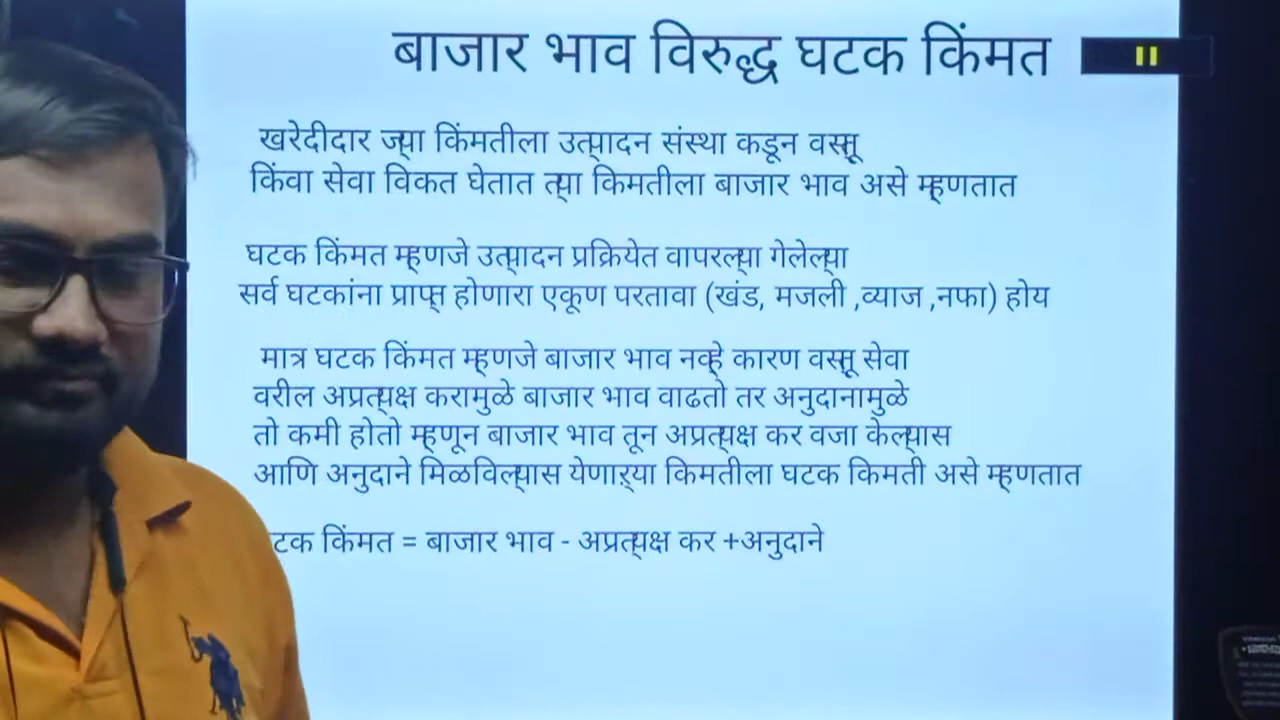 बाजार भाव विरुद्ध घटक किंमत
खरेदीदार ज्या किंमतीला उत्पादन संस्था कडून वस्तू
किंवा सेवा विकत घेतात त्या किमतीला बाजार भाव असे म्हणतात
घटक किंमत म्हणजे उत्पादन प्रक्रियेत वापरल्या गेलेल्या
सर्व घटकांना प्राप्त होणारा एकूण परतावा (खंड, मजली ,व्याज ,नफा) होय
मात्र घटक किंमत म्हणजे बाजार भाव नव्हे कारण वस्तू सेवा
वरील अप्रत्यक्ष करामुळे बाजार भाव वाढतो तर अनुदानामुळे
तो कमी होतो म्हणून बाजार भाव तून अप्रत्यक्ष कर वजा केल्यास
आणि अनुदाने मिळविल्यास येणाऱ्या किमतीला घटक किमती असे म्हणतात
टक किंमत = बाजार भाव - अप्रत्यक्ष कर +अनुदाने